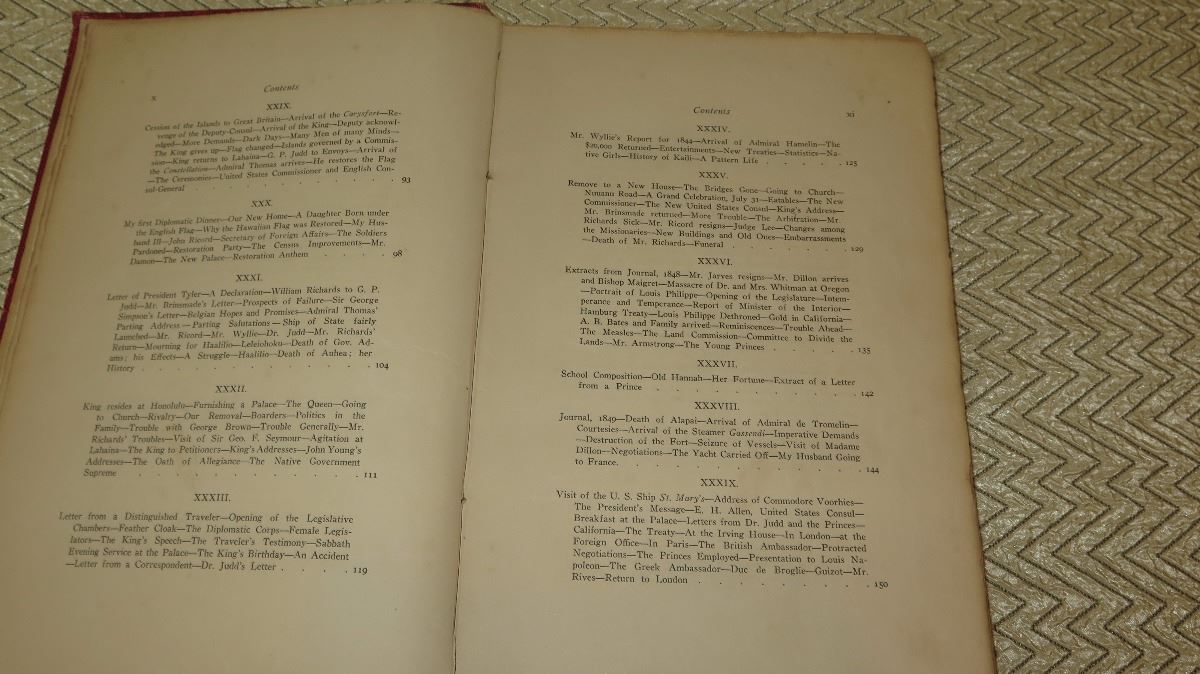 x
Contents
XXIX.
Cession of the Islands to Great Britain—Arrival of the Carysfort—Re-
venge of the Deputy-Consul—Arrival of the King—Deputy acknowl-
edged—More Demands—Dark Days—Many Men of many Minds—
The King gives up—Flag changed—Islands governed by a Commis-
sion—King returns to Lahaina—G. P. Judd to Envoys—Arrival of
the Constellation—Admiral Thomas arrives—He restores the Flag
—The Ceremonies—United States Commissioner and English Con-
sul-General . . . . . . . . . . . 93
XXX.
My first Diplomatic Dinner—Our New Home—A Daughter Born under
the English Flag—Why the Hawaiian Flag was Restored—My Hus-
band Ill—John Ricord—Secretary of Foreign Affairs—The Soldiers
Pardoned—Restoration Party—The Census Improvements—Mr.
Damon—The New Palace—Restoration Anthem . . . . . 98
XXXI.
Letter of President Tyler—A Declaration—William Richards to G. P.
Judd—Mr. Brinsmade's Letter—Prospects of Failure—Sir George
Simpson's Letter—Belgian Hopes and Promises—Admiral Thomas'
Parting Address—Parting Salutations—Ship of State fairly
Launched—Mr. Ricord—Mr. Wyllie—Dr. Judd—Mr. Richards'
Return—Mourning for Haalilio—Leleiohoku—Death of Gov. Ad-
ams; his Effects—A Struggle—Haalilio—Death of Auhea; her
History . . . . . . . . . . . . 104
XXXII.
King resides at Honolulu—Furnishing a Palace—The Queen—Going
to Church—Rivalry—Our Removal—Boarders—Politics in the
Family—Trouble with George Brown—Trouble Generally—Mr.
Richards' Troubles—Visit of Sir Geo. F. Seymour—Agitation at
Lahaina—The King to Petitioners—King's Addresses—John Young's
Addresses—The Oath of Allegiance—The Native Government
Supreme . . . . . . . . . . . . 111
XXXIII.
Letter from a Distinguished Traveler—Opening of the Legislative
Chambers—Feather Cloak—The Diplomatic Corps—Female Legis-
lators—The King's Speech—The Traveler's Testimony—Sabbath
Evening Service at the Palace—The King's Birthday—An Accident
—Letter from a Correspondent—Dr. Judd's Letter . . . . 119
Contents
xi
XXXIV.
Mr. Wyllie's Report for 1844—Arrival of Admiral Hamelin—The
$20,000 Returned—Entertainments—New Treaties—Statistics—Na-
tive Girls—History of Kaili—A Pattern Life . . . . . 125
XXXV.
Remove to a New House—The Bridges Gone—Going to Church—
Nuuanu Road—A Grand Celebration, July 31—Eatables—The New
Commissioner—The New United States Consul—King's Address—
Mr. Brinsmade returned—More Trouble—The Arbitration—Mr.
Richards Sick—Mr. Ricord resigns—Judge Lee—Changes among
the Missionaries—New Buildings and Old Ones—Embarrassments
—Death of Mr. Richards—Funeral . . . . . . . 129
XXXVI.
Extracts from Journal, 1848—Mr. Jarves resigns—Mr. Dillon arrives
and Bishop Maigret—Massacre of Dr. and Mrs. Whitman at Oregon
—Portrait of Louis Philippe—Opening of the Legislature—Intem-
perance and Temperance—Report of Minister of the Interior—
Hamburg Treaty—Louis Philippe Dethroned—Gold in California—
A. B. Bates and Family arrived—Reminiscences—Trouble Ahead—
The Measles—The Land Commission—Committee to Divide the
Lands—Mr. Armstrong—The Young Princes . . . . . 135
XXXVII.
School Composition—Old Hannah—Her Fortune—Extract of a Letter
from a Prince . . . . . . . . . . 142
XXXVIII.
Journal, 1849—Death of Alapai—Arrival of Admiral de Tromelin—
Courtesies—Arrival of the Steamer Gassendi—Imperative Demands
—Destruction of the Fort—Seizure of Vessels—Visit of Madame
Dillon—Negotiations—The Yacht Carried Off—My Husband Going
to France. . . . . . . . . . . . 144
XXXIX.
Visit of the U. S. Ship St. Mary's—Address of Commodore Voorhies—
The President's Message—E. H. Allen, United States Consul—
Breakfast at the Palace—Letters from Dr. Judd and the Princes—
California—The Treaty—At the Irving House—In London—at the
Foreign Office—In Paris—The British Ambassador—Protracted
Negotiations—The Princes Employed—Presentation to Louis Na-
poleon—The Greek Ambassador—Duc de Broglie—Guizot—Mr.
Rives—Return to London . . . . . . . . . 150